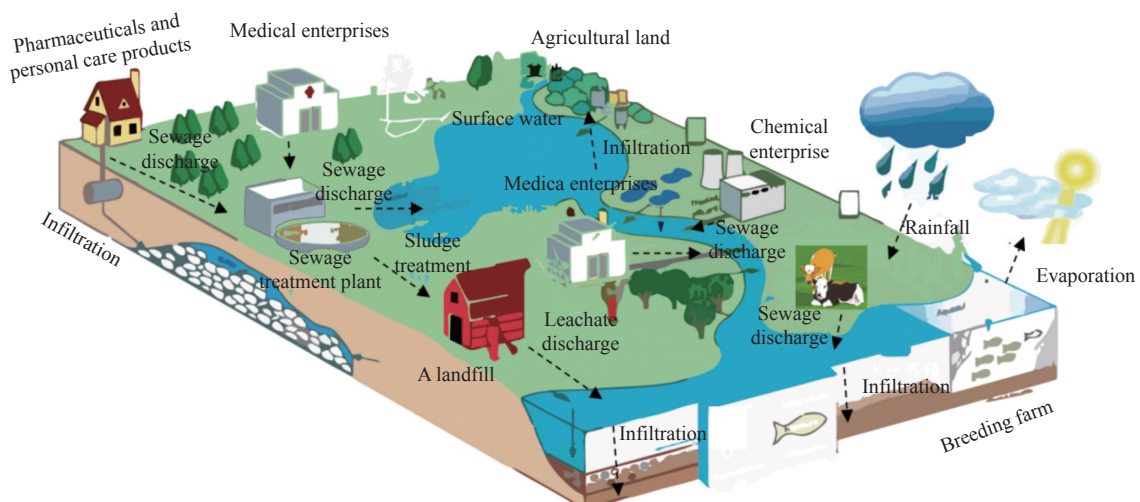 Pharmaceuticals and
personal care products
Medical enterprises
Agricultural land
Surface water
Chemical
enterprise
Sewage
discharge
Infiltration
Sewage
discharge
Medica enterprises
Rainfall
Sewage
discharge
Infiltration
Sludge
treatment
Sewage
treatment plant
Evaporation
Leachate
discharge
Sewage
discharge
A landfill
Infiltration
Breeding farm
Infiltration